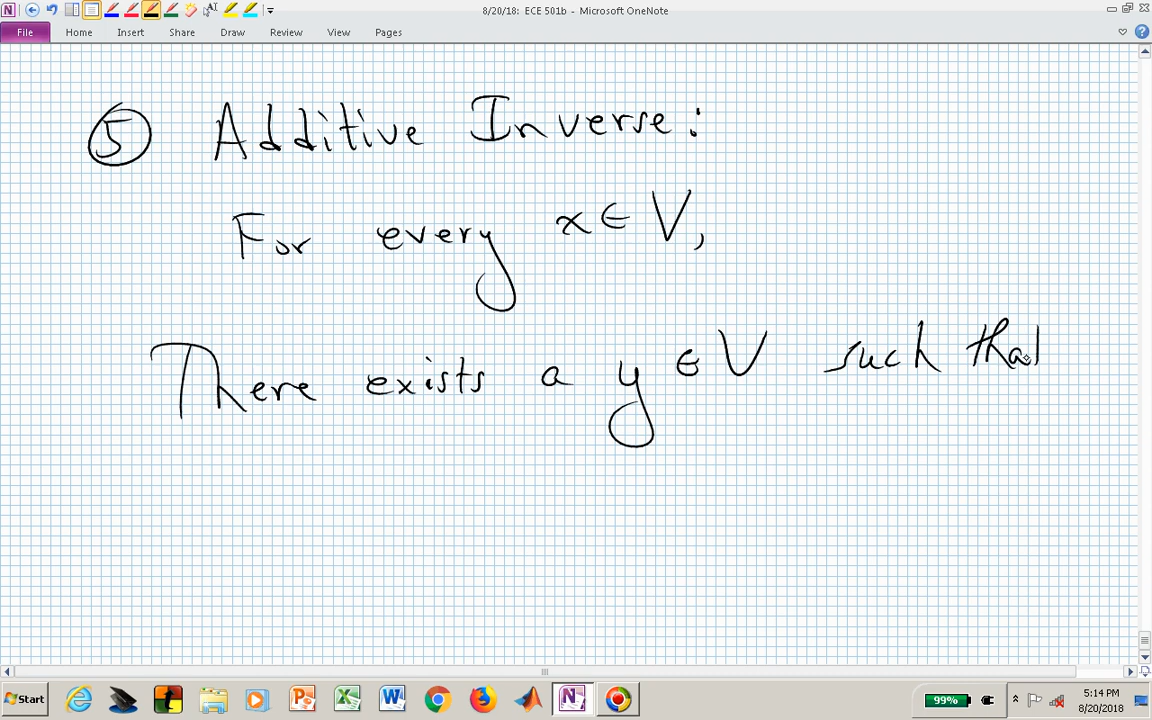 8/20/18: ECE 501b - Microsoft OneNote
File Home Insert Share Draw Review View Pages
5 Additive Inverse:
For every x ∈ V,
There exists a y ∈ V such that
Start
99%
5:14 PM
8/20/2018